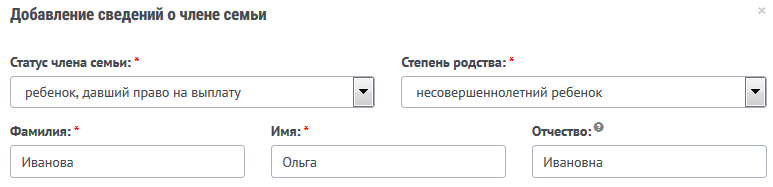 Добавление сведений о члене семьи ×
Статус члена семьи: * Степень родства: *
ребенок, давший право на выплату несовершеннолетний ребенок
Фамилия: * Имя: * Отчество: ?
Иванова Ольга Ивановна